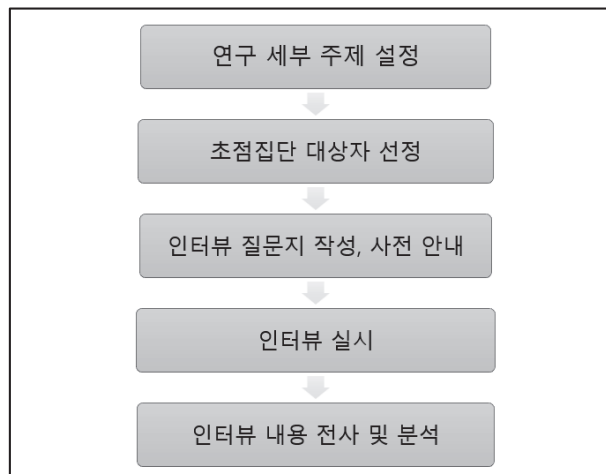 연구 세부 주제 설정
초점집단 대상자 선정
인터뷰 질문지 작성, 사전 안내
인터뷰 실시
인터뷰 내용 전사 및 분석